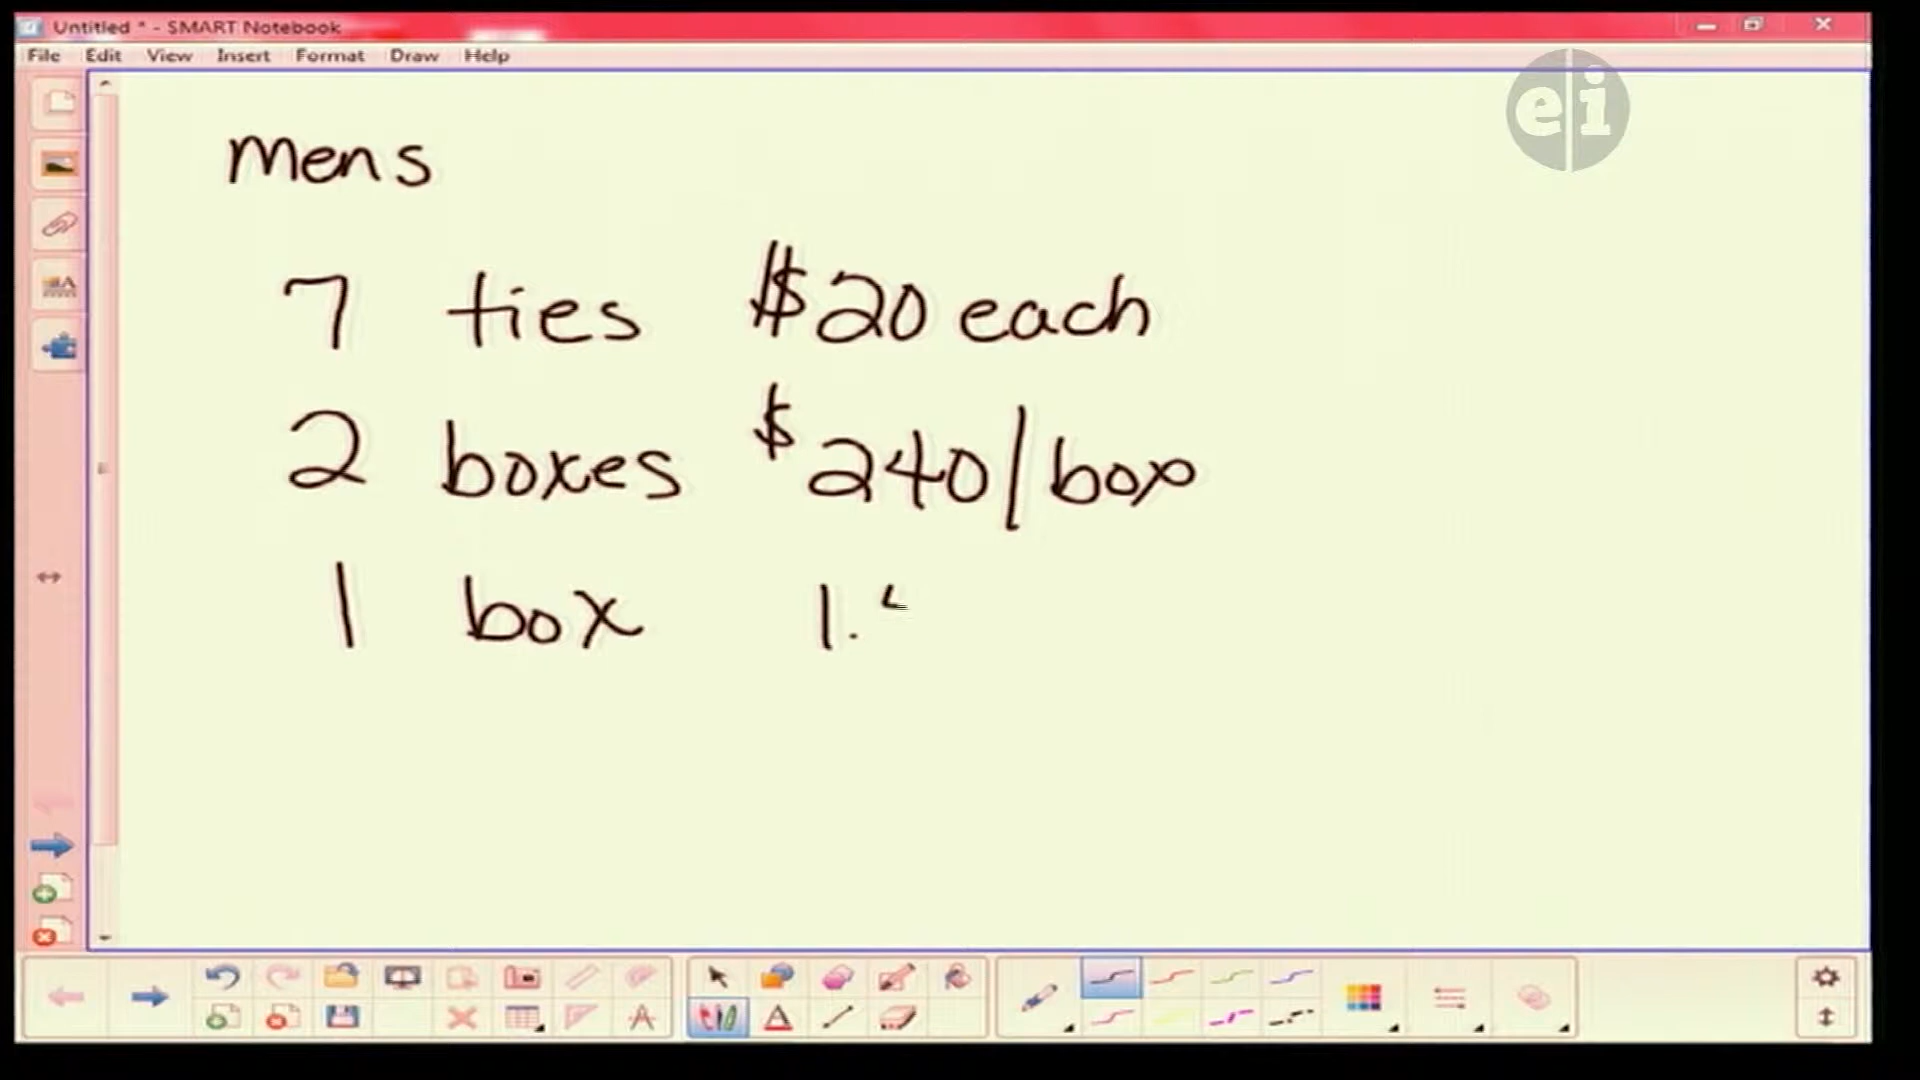 Untitled * - SMART Notebook
File Edit View Insert Format Draw Help
ei
mens
7 ties $20 each
2 boxes $240/box
1 box 1.